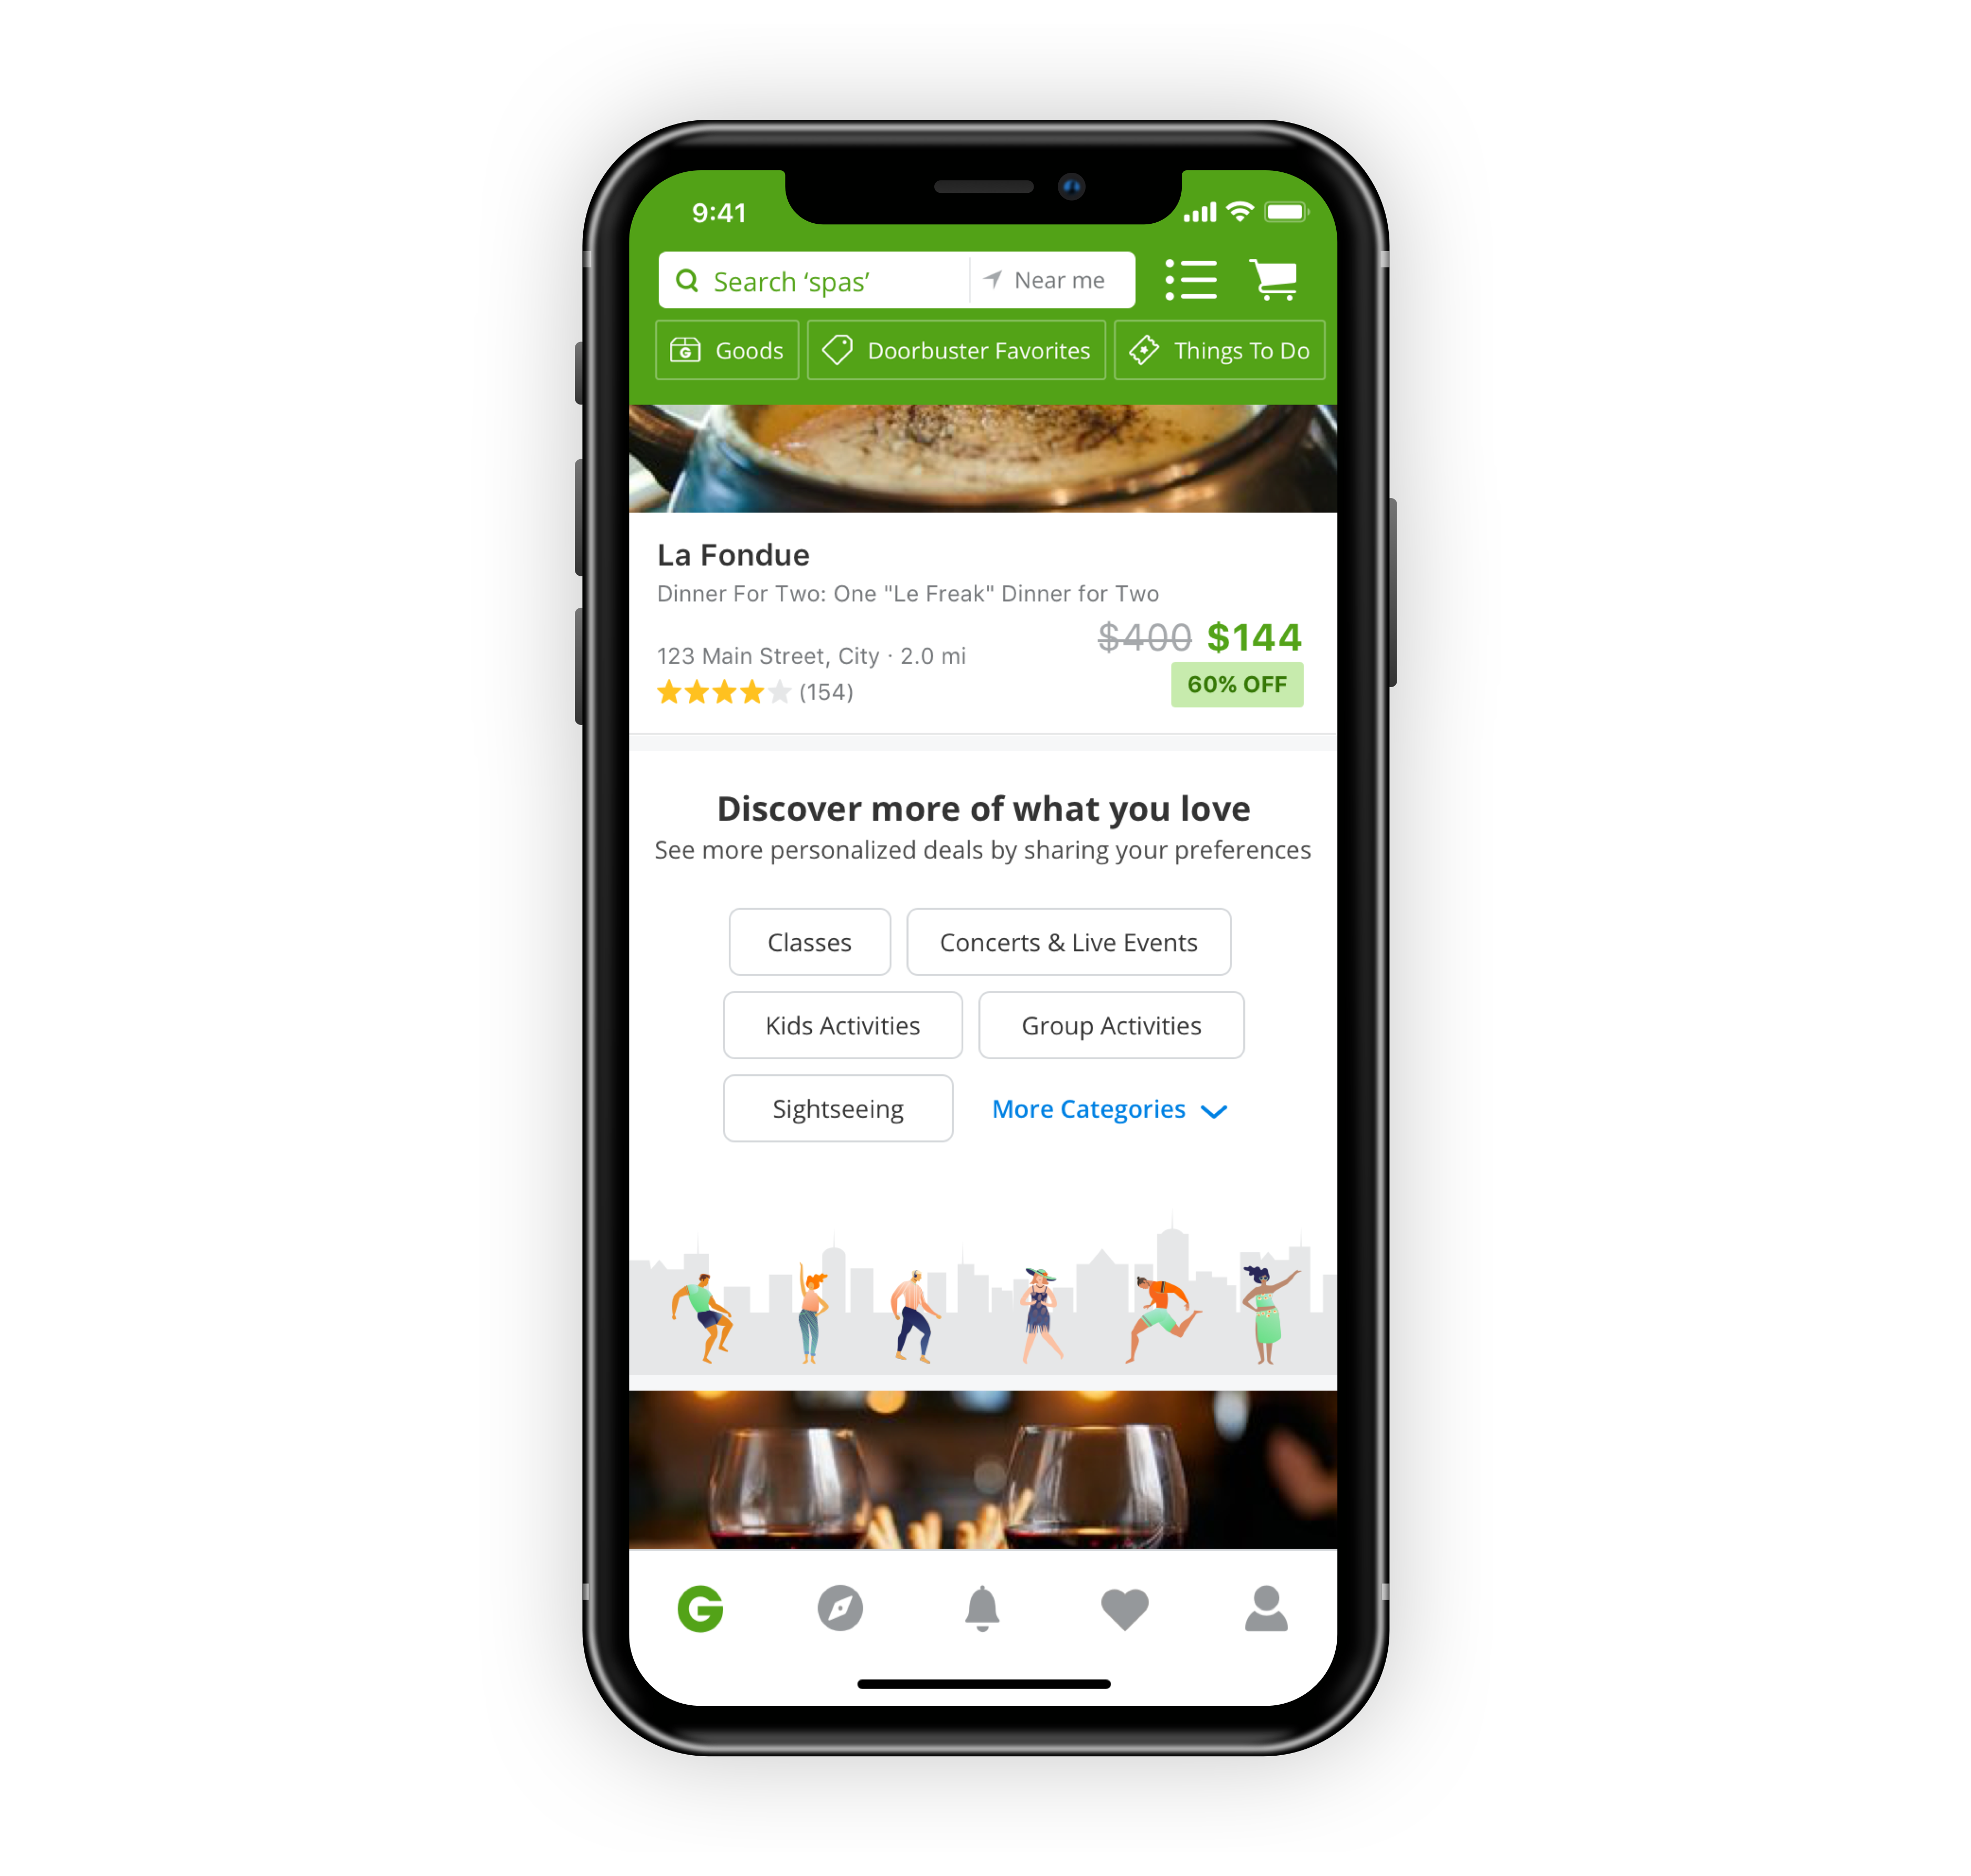 9:41
Search ‘spas’ Near me
Goods Doorbuster Favorites Things To Do
La Fondue
Dinner For Two: One "Le Freak" Dinner for Two
$400 $144
123 Main Street, City · 2.0 mi
60% OFF
(154)
Discover more of what you love
See more personalized deals by sharing your preferences
Classes Concerts & Live Events
Kids Activities Group Activities
Sightseeing More Categories
G